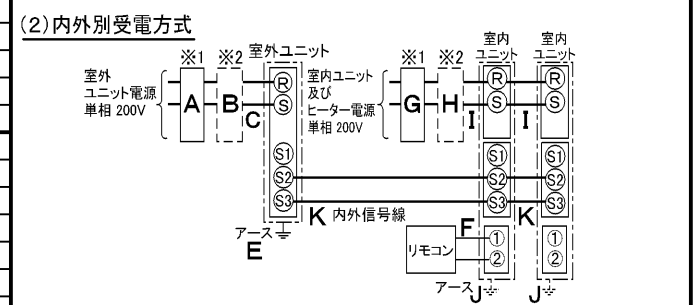 (2)内外別受電方式
※1 ※2 室外ユニット
室外
ユニット電源
単相 200V
A B C
R
S
S1
S2
S3
アース
E
室内ユニット
及び
ヒーター電源
単相 200V
※1 ※2
G H I I
室内
ユニット
室内
ユニット
R R
S S
S1 S1
S2 S2
S3 S3
K 内外信号線 K
リモコン
F
① ①
② ②
アース J J